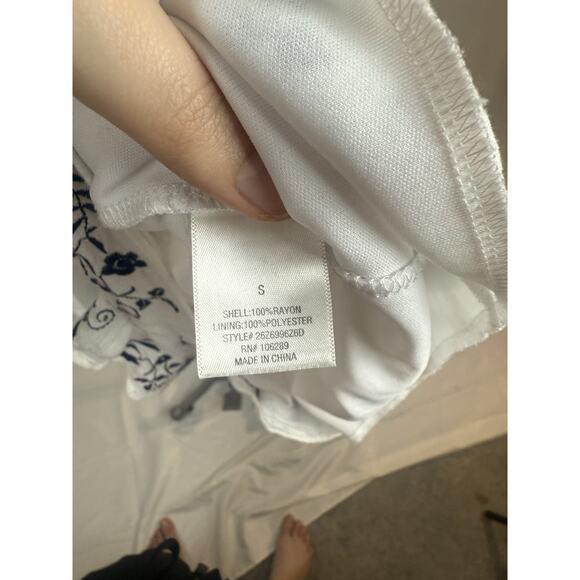 S
SHELL:100%RAYON
LINING:100%POLYESTER
STYLE# 26Z6996Z6D
RN# 106289
MADE IN CHINA